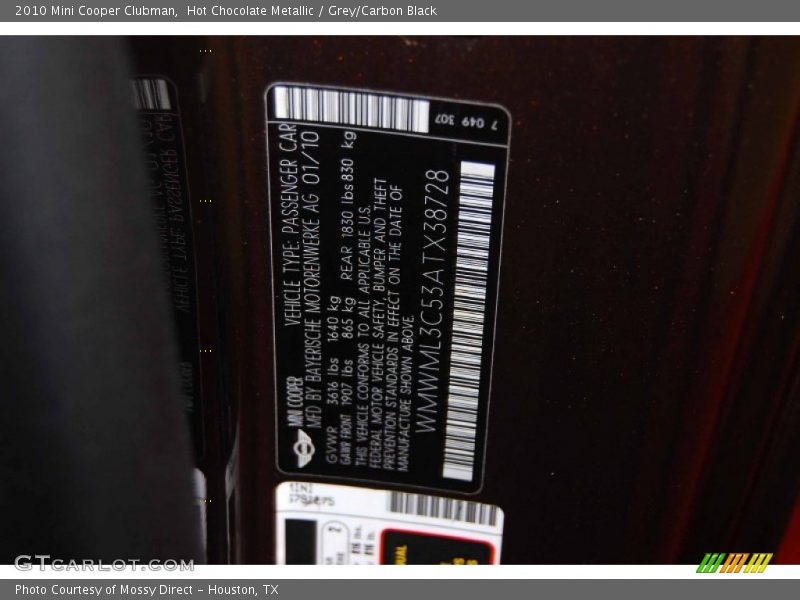 2010 Mini Cooper Clubman,  Hot Chocolate Metallic / Grey/Carbon Black
7 049 307
MINI COOPER VEHICLE TYPE: PASSENGER CAR
MFD BY BAYERISCHE MOTORENWERKE AG 01/10
GVWR 3616 lbs 1640 kg
GAWR FRONT 1907 lbs 865 kg REAR 1830 lbs 830 kg
THIS VEHICLE CONFORMS TO ALL APPLICABLE U.S.
FEDERAL MOTOR VEHICLE SAFETY, BUMPER AND THEFT
PREVENTION STANDARDS IN EFFECT ON THE DATE OF
MANUFACTURE SHOWN ABOVE.
WMWML3C53ATX38728
MINI
GTCARLOT.COM
Photo Courtesy of Mossy Direct – Houston, TX